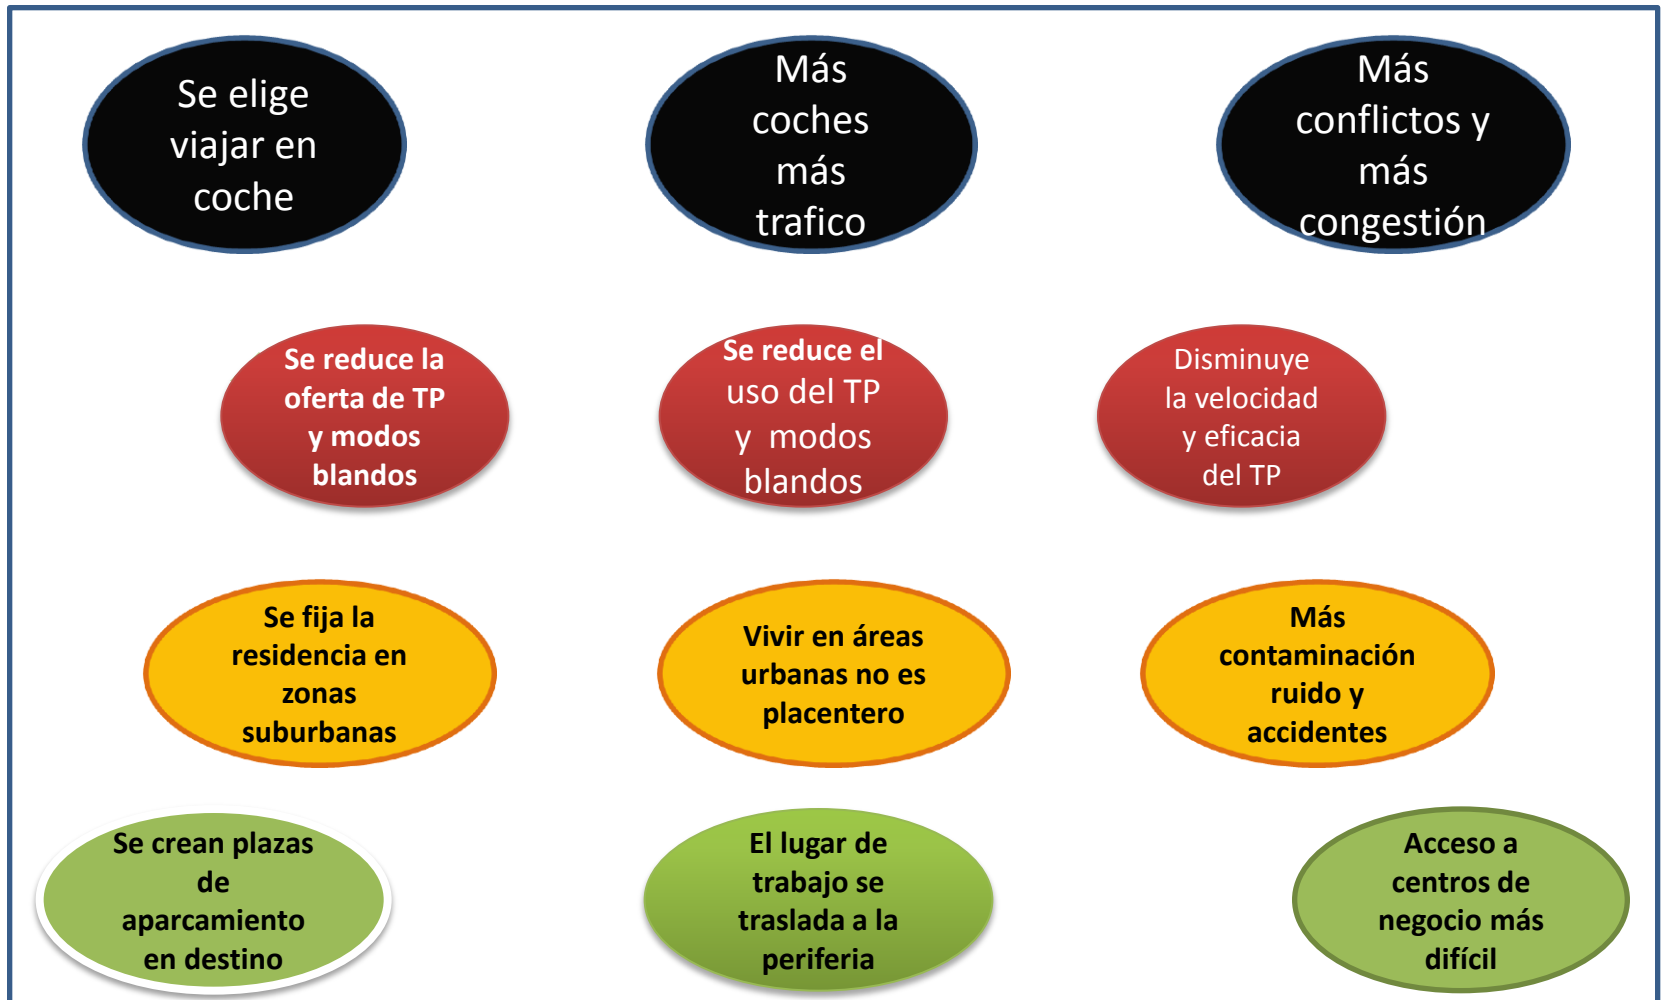 Se elige
viajar en
coche
Más
coches
más
trafico
Más
conflictos y
más
congestión
Se reduce la
oferta de TP
y modos
blandos
Se reduce el
uso del TP
y modos
blandos
Disminuye
la velocidad
y eficacia
del TP
Se fija la
residencia en
zonas
suburbanas
Vivir en áreas
urbanas no es
placentero
Más
contaminación
ruido y
accidentes
Se crean plazas
de
aparcamiento
en destino
El lugar de
trabajo se
traslada a la
periferia
Acceso a
centros de
negocio más
difícil